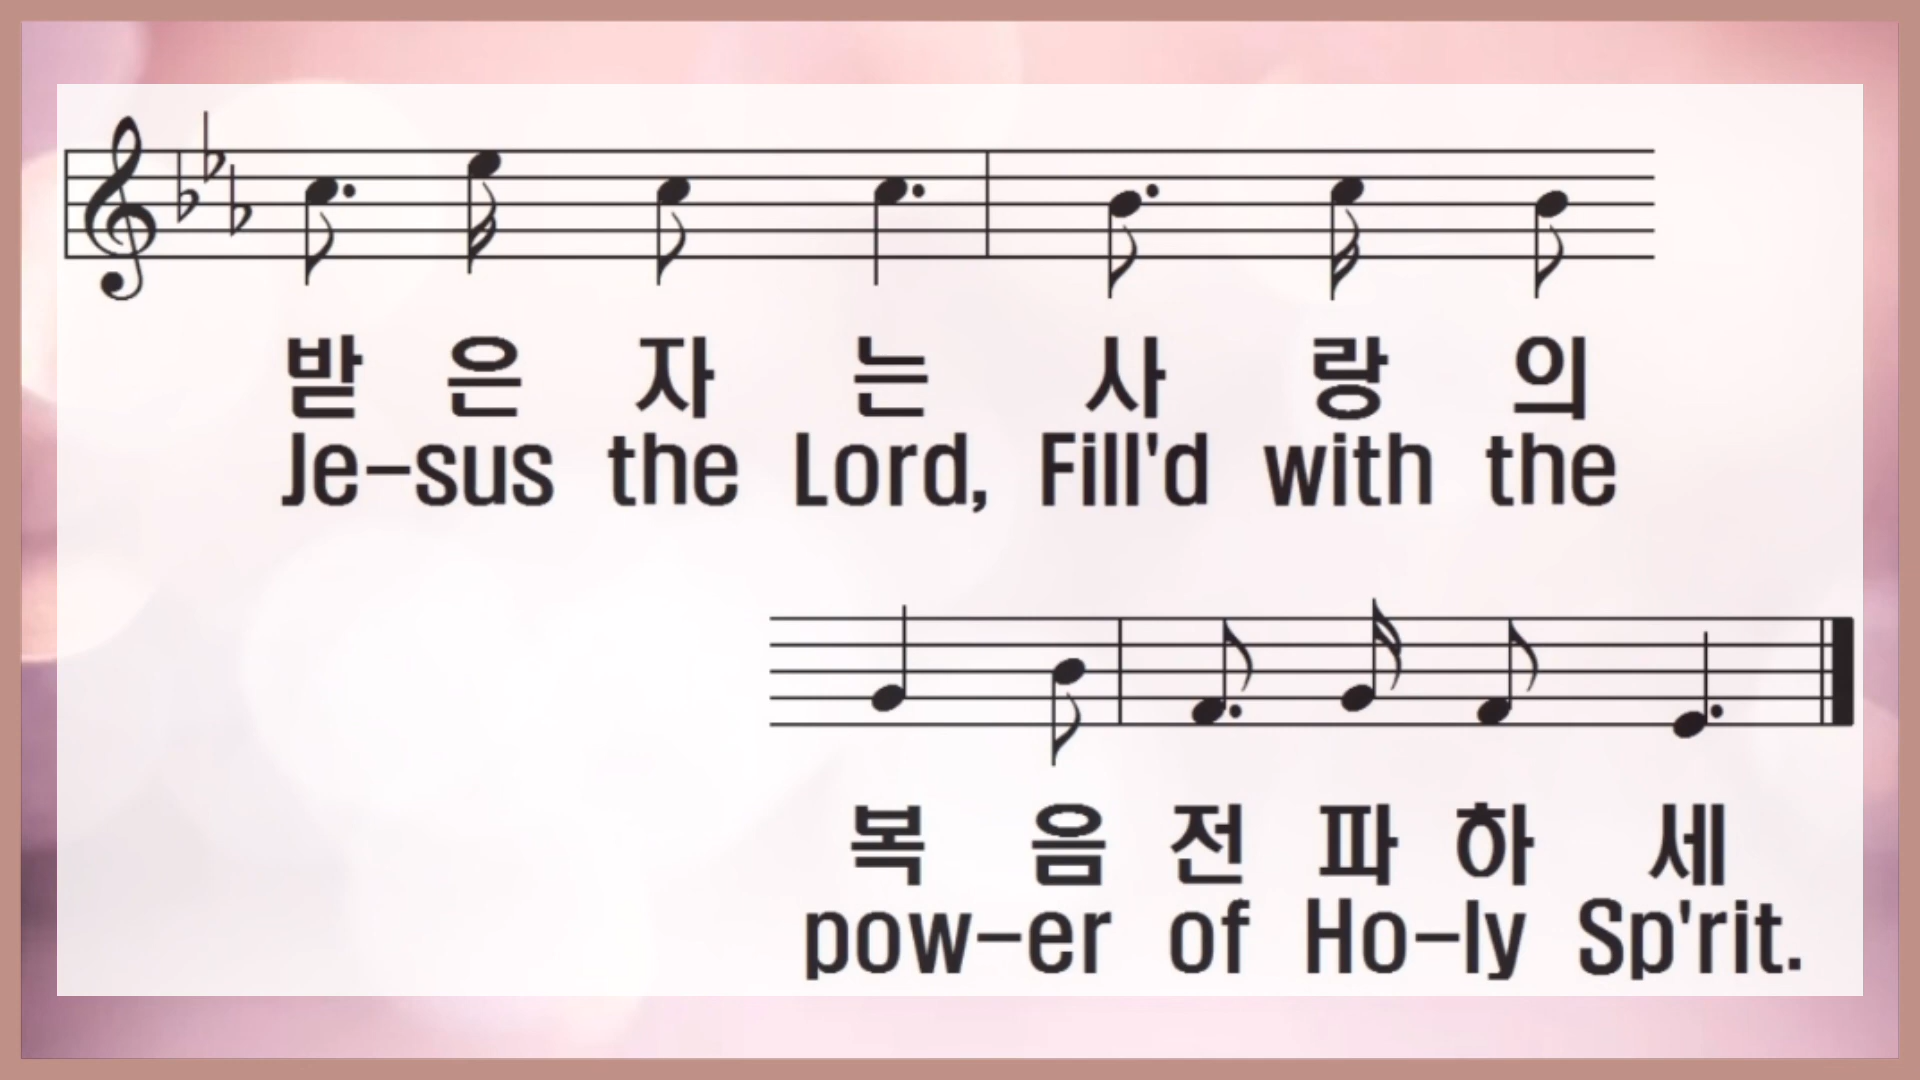 받 은 자 는 사 랑 의
Je-sus the Lord, Fill'd with the
복 음 전 파 하 세
pow-er of Ho-ly Sp'rit.